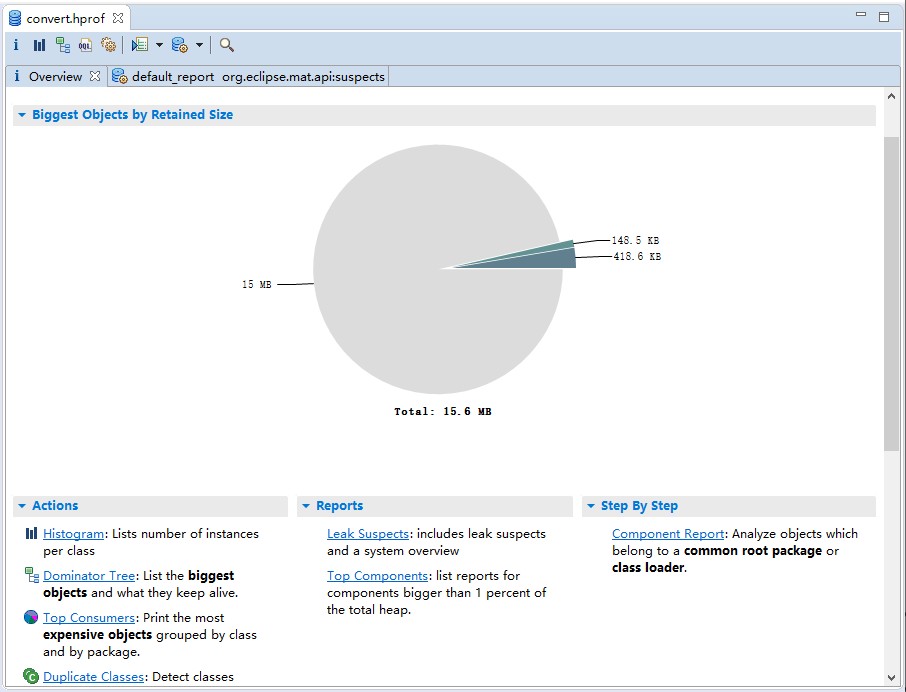 convert.hprof
i OQL
i Overview default_report org.eclipse.mat.api:suspects
Biggest Objects by Retained Size
148.5 KB
418.6 KB
15 MB
Total: 15.6 MB
Actions
Histogram: Lists number of instances
per class
Dominator Tree: List the biggest
objects and what they keep alive.
Top Consumers: Print the most
expensive objects grouped by class
and by package.
Duplicate Classes: Detect classes
Reports
Leak Suspects: includes leak suspects
and a system overview
Top Components: list reports for
components bigger than 1 percent of
the total heap.
Step By Step
Component Report: Analyze objects which
belong to a common root package or
class loader.